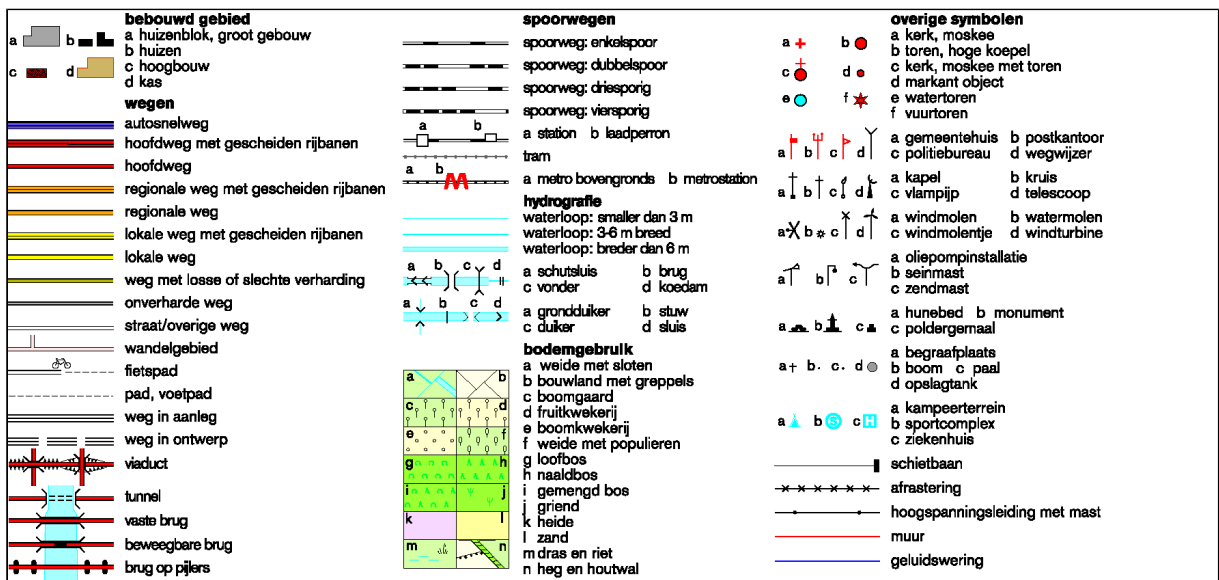 bebouwd gebied
a b
a huizenblok, groot gebouw
b huizen
c d
c hoogbouw
d kas
wegen
autosnelweg
hoofdweg met gescheiden rijbanen
hoofdweg
regionale weg met gescheiden rijbanen
regionale weg
lokale weg met gescheiden rijbanen
lokale weg
weg met losse of slechte verharding
onverharde weg
straat/overige weg
wandelgebied
fietspad
pad, voetpad
weg in aanleg
weg in ontwerp
viaduct
tunnel
vaste brug
beweegbare brug
brug op pijlers
spoorwegen
spoorweg: enkelspoor
spoorweg: dubbelspoor
spoorweg: driesporig
spoorweg: viersporig
a b
a station b laadperron
tram
a b
M
a metro bovengronds b metrostation
hydrografie
waterloop: smaller dan 3 m
waterloop: 3-6 m breed
waterloop: breder dan 6 m
a b c d
a schutsluis b brug
c vonder d koedam
a b c d
a grondduiker b stuw
c duiker d sluis
bodemgebruik
a b
a weide met sloten
b bouwland met greppels
c d
c boomgaard
d fruitkwekerij
e f
e boomkwekerij
f weide met populieren
g h
g loofbos
h naaldbos
i j
i gemengd bos
j griend
k l
k heide
l zand
m n
m dras en riet
n heg en houtwal
overige symbolen
a b
a kerk, moskee
b toren, hoge koepel
c d
c kerk, moskee met toren
d markant object
e f
e watertoren
f vuurtoren
a b c d
a gemeentehuis b postkantoor
c politiebureau d wegwijzer
a b c d
a kapel b kruis
c vlampijp d telescoop
a b c d
a windmolen b watermolen
c windmolentje d windturbine
a b c
a oliepompinstallatie
b seinmast
c zendmast
a b c
a hunebed b monument
c poldergemaal
a b c d
a begraafplaats
b boom c paal
d opslagtank
a b S c H
a kampeerterrein
b sportcomplex
c ziekenhuis
schietbaan
afrastering
hoogspanningsleiding met mast
muur
geluidswering